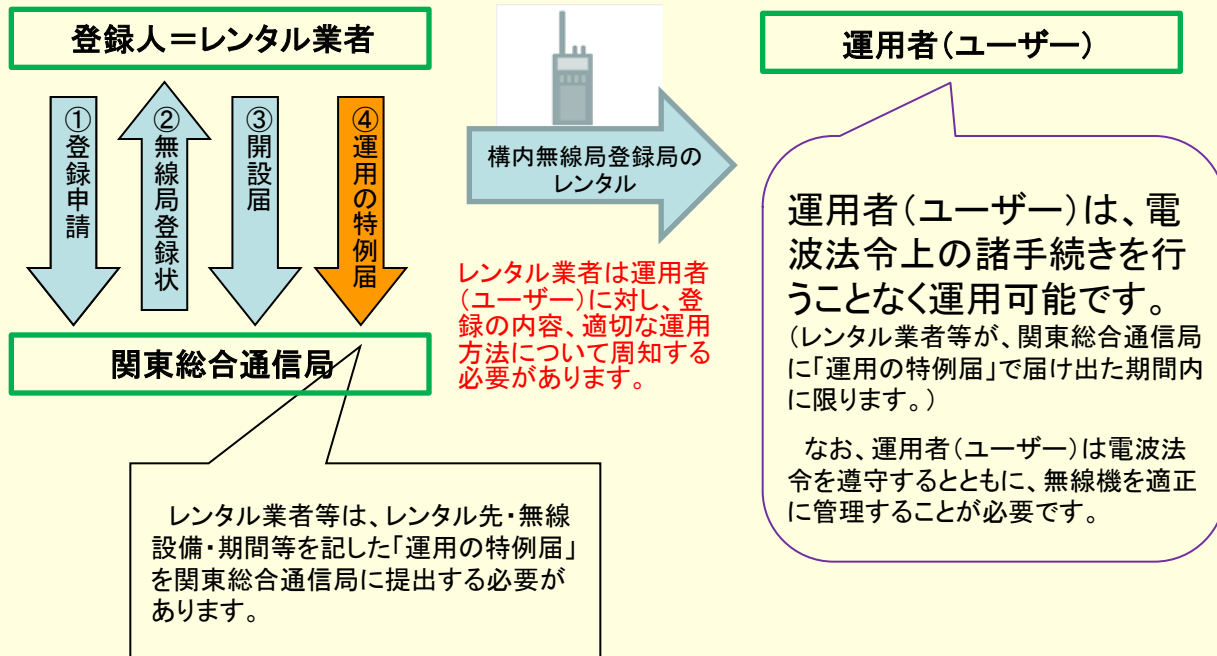 登録人＝レンタル業者
①登録申請
②無線局登録状
③開設届
④運用の特例届
関東総合通信局
構内無線局登録局の
レンタル
レンタル業者は運用者
（ユーザー）に対し、登
録の内容、適切な運用
方法について周知する
必要があります。
レンタル業者等は、レンタル先・無線
設備・期間等を記した「運用の特例届」
を関東総合通信局に提出する必要が
あります。
運用者（ユーザー）
運用者（ユーザー）は、電
波法令上の諸手続きを行
うことなく運用可能です。
（レンタル業者等が、関東総合通信局
に「運用の特例届」で届け出た期間内
に限ります。）
なお、運用者（ユーザー）は電波法
令を遵守するとともに、無線機を適正
に管理することが必要です。